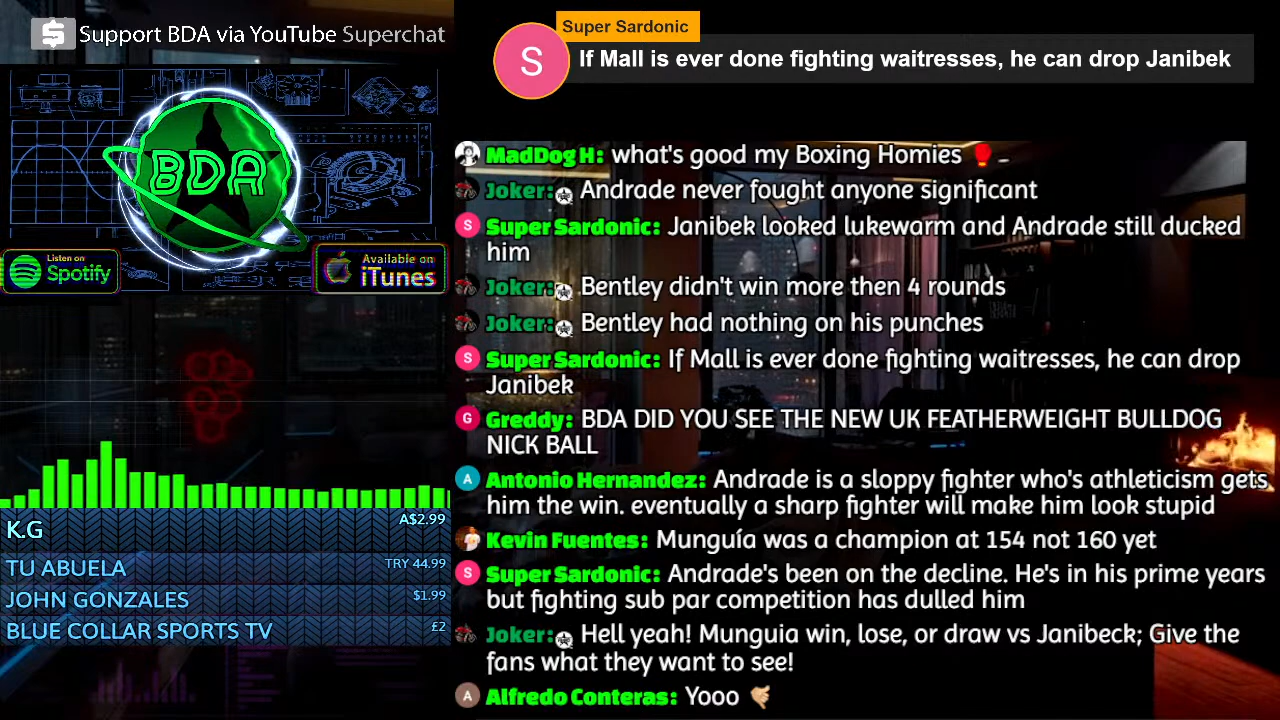 Support BDA via YouTube Superchat
BDA
Listen on
Spotify
Available on
iTunes
K.G
A$2.99
TU ABUELA
TRY 44.99
JOHN GONZALES
$1.99
BLUE COLLAR SPORTS TV
£2
Super Sardonic
S
If Mall is ever done fighting waitresses, he can drop Janibek
MadDog H: what's good my Boxing Homies 🥊
Joker: Andrade never fought anyone significant
S Super Sardonic: Janibek looked lukewarm and Andrade still ducked
him
Joker: Bentley didn't win more then 4 rounds
Joker: Bentley had nothing on his punches
S Super Sardonic: If Mall is ever done fighting waitresses, he can drop
Janibek
G Greddy: BDA DID YOU SEE THE NEW UK FEATHERWEIGHT BULLDOG
NICK BALL
A Antonio Hernandez: Andrade is a sloppy fighter who's athleticism gets
him the win. eventually a sharp fighter will make him look stupid
Kevin Fuentes: Munguía was a champion at 154 not 160 yet
S Super Sardonic: Andrade's been on the decline. He's in his prime years
but fighting sub par competition has dulled him
Joker: Hell yeah! Munguia win, lose, or draw vs Janibeck; Give the
fans what they want to see!
A Alfredo Conteras: Yooo